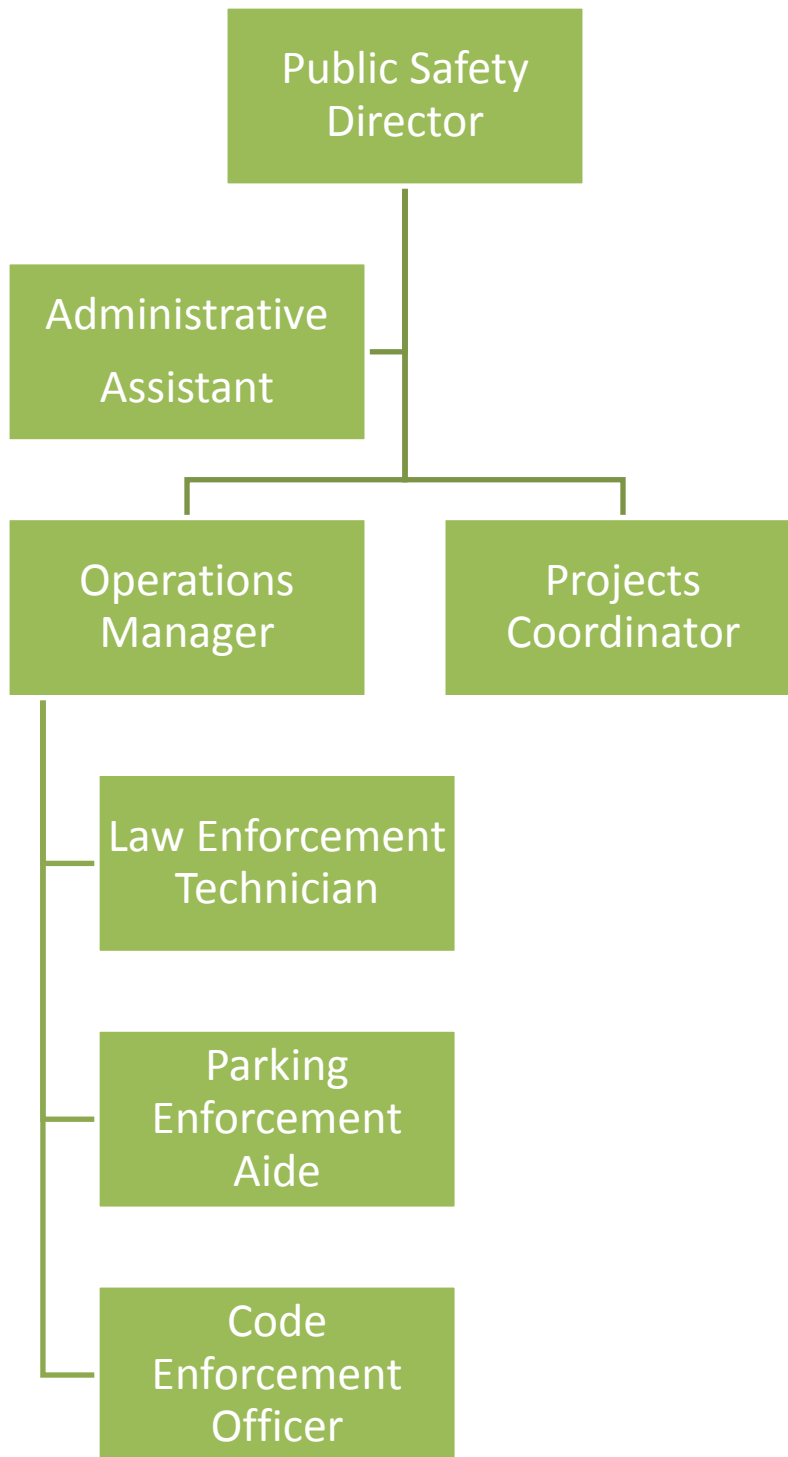 Public Safety
Director
Administrative
Assistant
Operations
Manager
Projects
Coordinator
Law Enforcement
Technician
Parking
Enforcement
Aide
Code
Enforcement
Officer